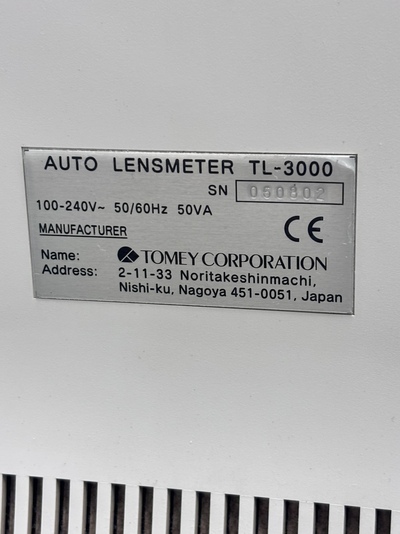 AUTO LENSMETER TL-3000
SN 050802
100-240V~ 50/60Hz 50VA
MANUFACTURER CE
Name: TOMEY CORPORATION
Address: 2-11-33 Noritakeshinmachi,
Nishi-ku, Nagoya 451-0051, Japan